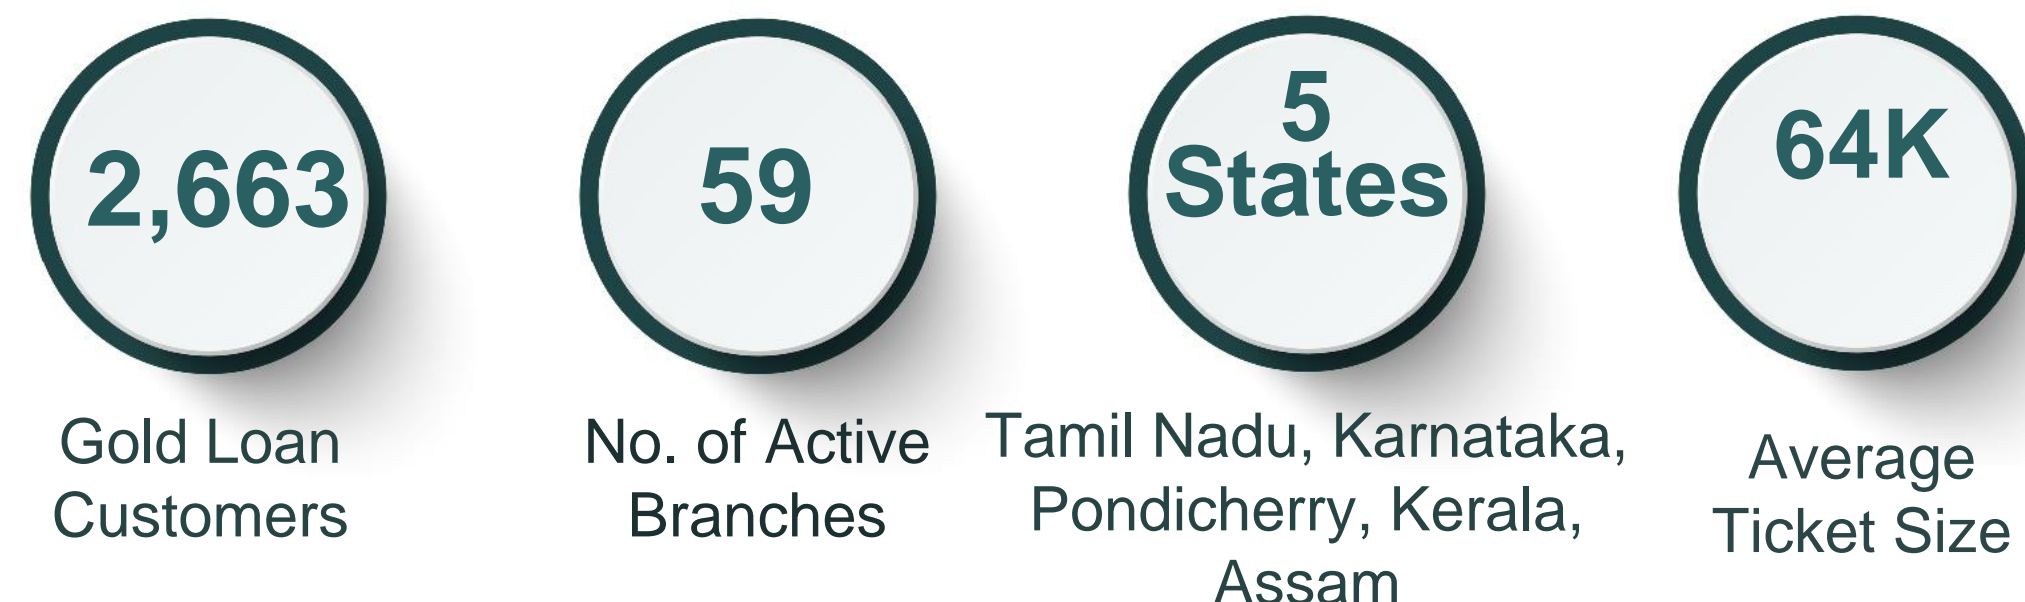 2,663
Gold Loan
Customers
59
No. of Active
Branches
5
States
Tamil Nadu, Karnataka,
Pondicherry, Kerala,
Assam
64K
Average
Ticket Size